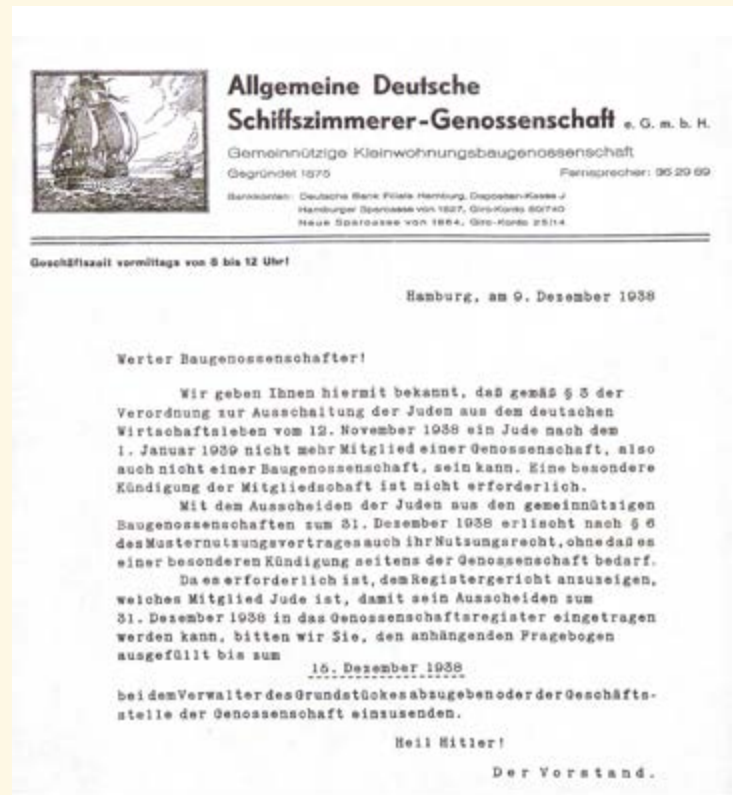 Allgemeine Deutsche
Schiffszimmerer-Genossenschaft e. G. m. b. H.
Gemeinnützige Kleinwohnungsbaugenossenschaft
Gegründet 1875 Fernsprecher: 35 29 69
Bankkonten: Deutsche Bank Filiale Hamburg, Depositen-Kasse J
Hamburger Sparcasse von 1827, Giro-Konto 80/740
Neue Sparcasse von 1864, Giro-Konto 25/14
Geschäftszeit vormittags von 8 bis 12 Uhr!
Hamburg, am 9. Dezember 1938
Werter Baugenossenschafter!
Wir geben Ihnen hiermit bekannt, daß gemäß § 3 der
Verordnung zur Ausschaltung der Juden aus dem deutschen
Wirtschaftsleben vom 12. November 1938 ein Jude nach dem
1. Januar 1939 nicht mehr Mitglied einer Genossenschaft, also
auch nicht einer Baugenossenschaft, sein kann. Eine besondere
Kündigung der Mitgliedschaft ist nicht erforderlich.
Mit dem Ausscheiden der Juden aus den gemeinnützigen
Baugenossenschaften zum 31. Dezember 1938 erlischt nach § 6
des Musternutzungsvertrages auch ihr Nutzungsrecht, ohne daß es
einer besonderen Kündigung seitens der Genossenschaft bedarf.
Da es erforderlich ist, dem Registergericht anzuzeigen,
welches Mitglied Jude ist, damit sein Ausscheiden zum
31. Dezember 1938 in das Genossenschaftsregister eingetragen
werden kann, bitten wir Sie, den anhängenden Fragebogen
ausgefüllt bis zum
15. Dezember 1938
bei dem Verwalter des Grundstückes abzugeben oder der Geschäfts-
stelle der Genossenschaft einzusenden.
Heil Hitler!
Der Vorstand.